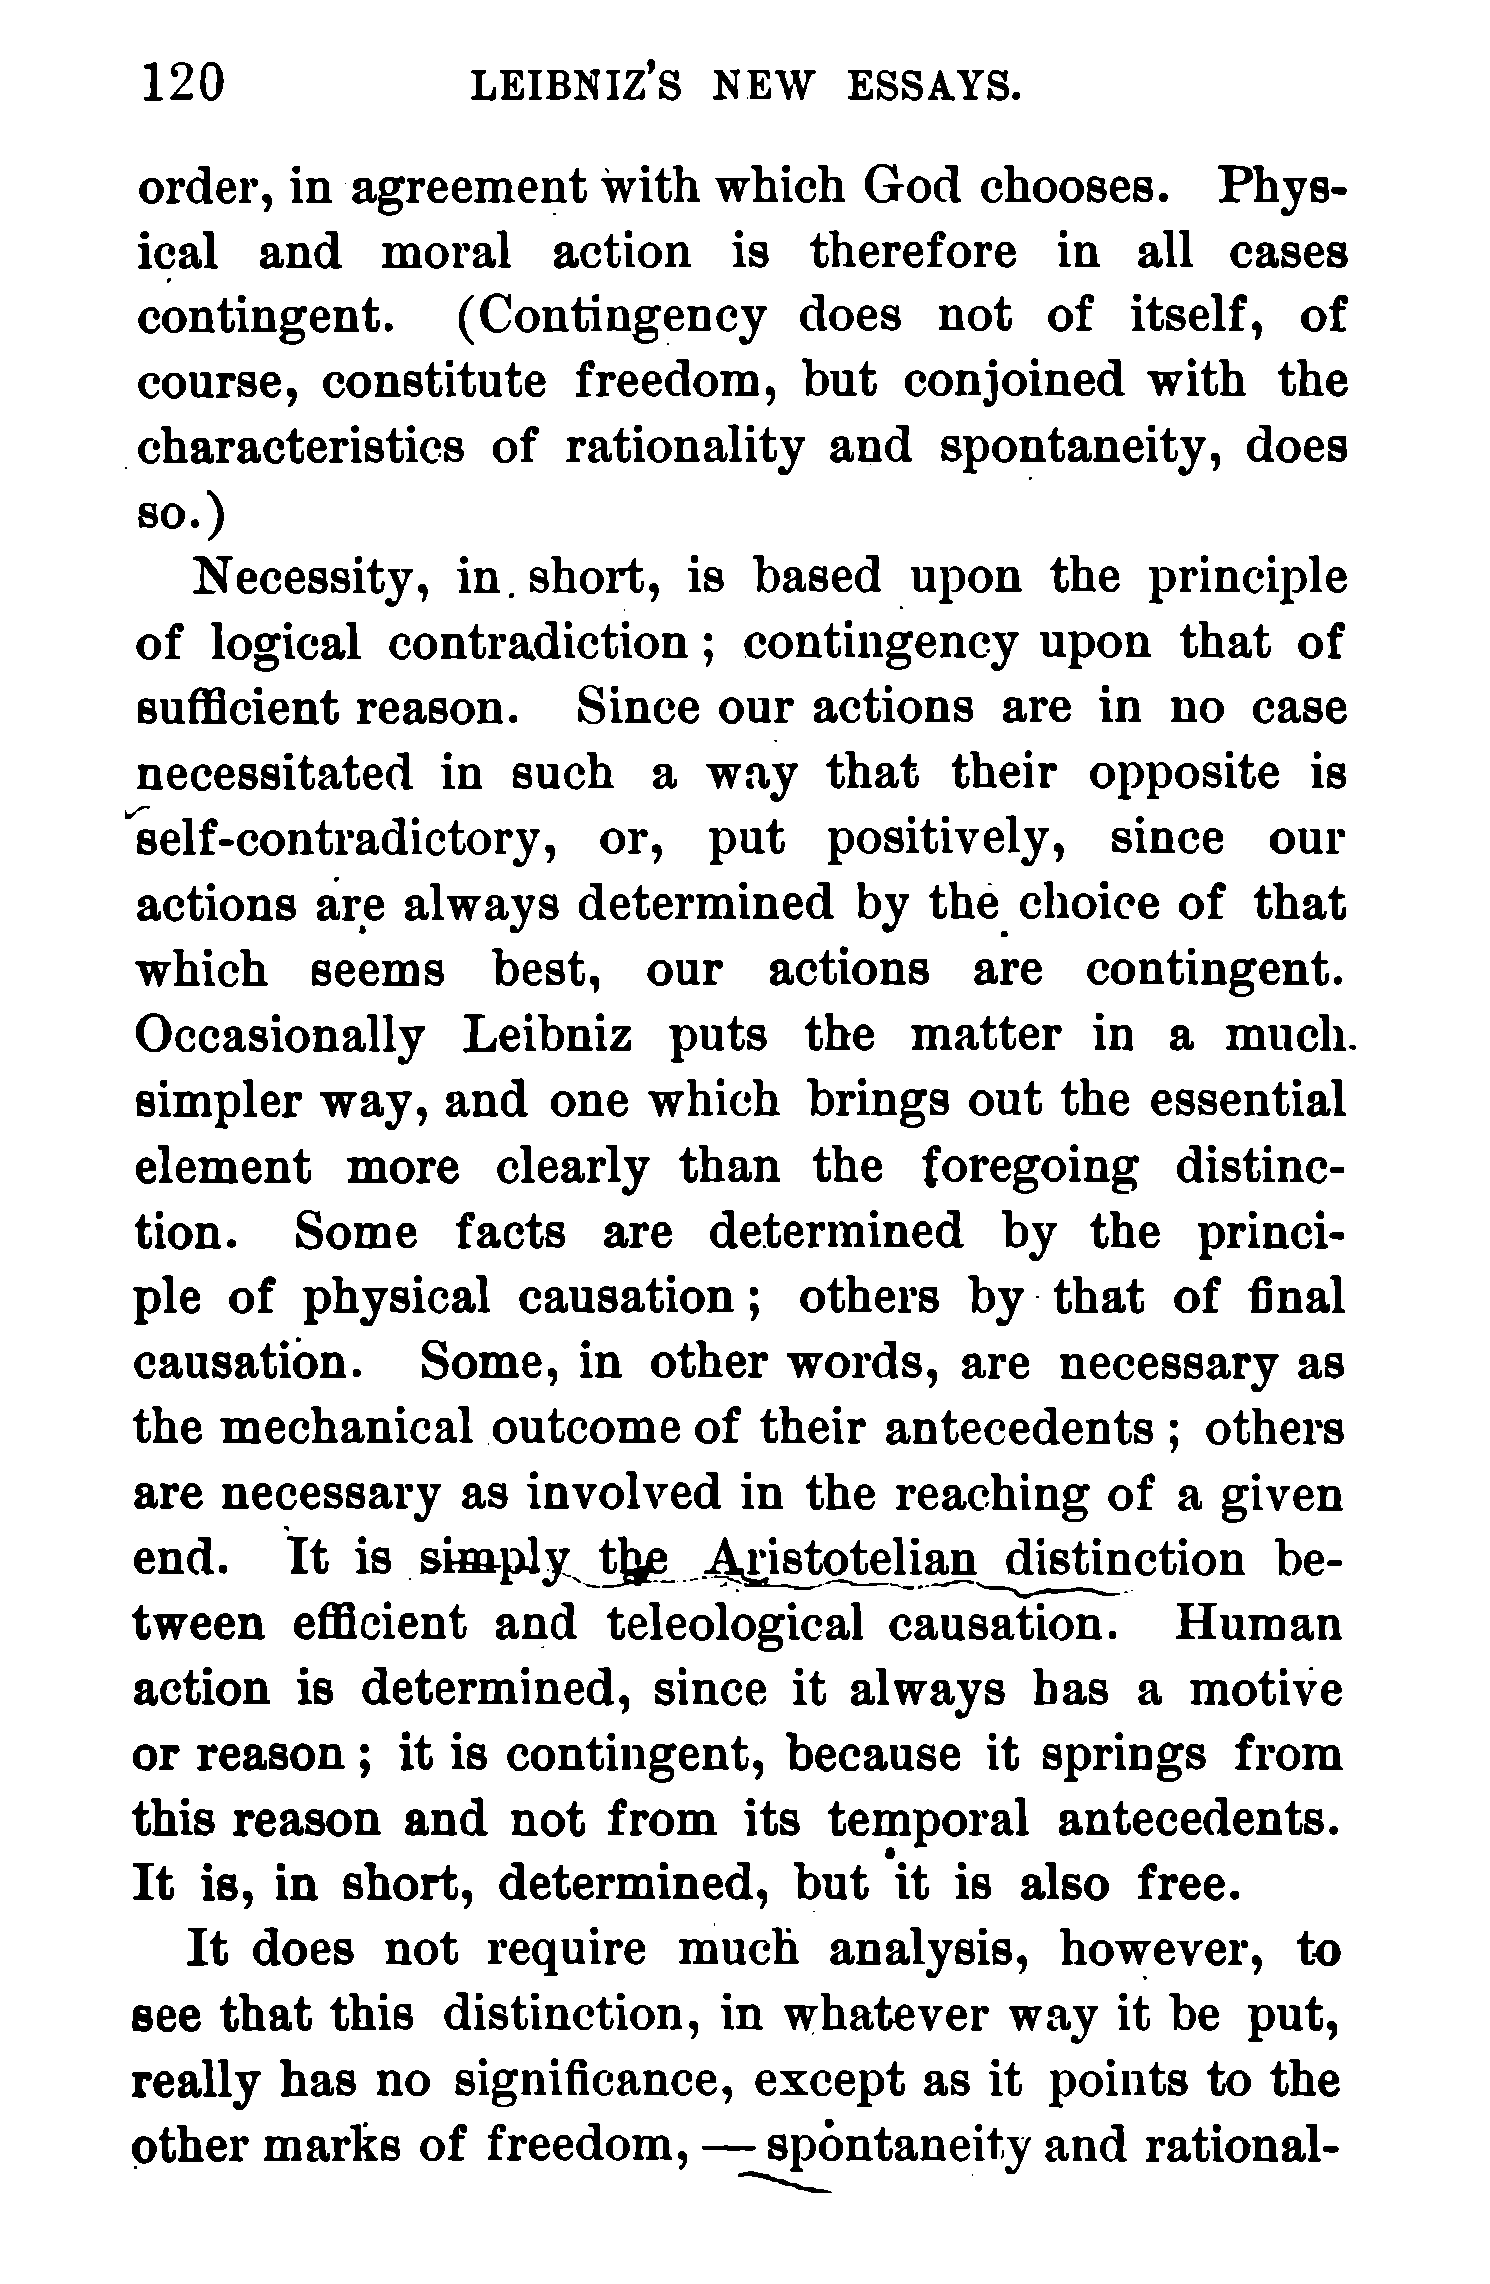 120 LEIBNIZ'S NEW ESSAYS.
order, in agreement with which God chooses. Phys-
ical and moral action is therefore in all cases
contingent. (Contingency does not of itself, of
course, constitute freedom, but conjoined with the
characteristics of rationality and spontaneity, does
so.)
Necessity, in short, is based upon the principle
of logical contradiction; contingency upon that of
sufficient reason. Since our actions are in no case
necessitated in such a way that their opposite is
self-contradictory, or, put positively, since our
actions are always determined by the choice of that
which seems best, our actions are contingent.
Occasionally Leibniz puts the matter in a much
simpler way, and one which brings out the essential
element more clearly than the foregoing distinc-
tion. Some facts are determined by the princi-
ple of physical causation; others by that of final
causation. Some, in other words, are necessary as
the mechanical outcome of their antecedents; others
are necessary as involved in the reaching of a given
end. It is simply the Aristotelian distinction be-
tween efficient and teleological causation. Human
action is determined, since it always has a motive
or reason; it is contingent, because it springs from
this reason and not from its temporal antecedents.
It is, in short, determined, but it is also free.
It does not require much analysis, however, to
see that this distinction, in whatever way it be put,
really has no significance, except as it points to the
other marks of freedom, — spontaneity and rational-